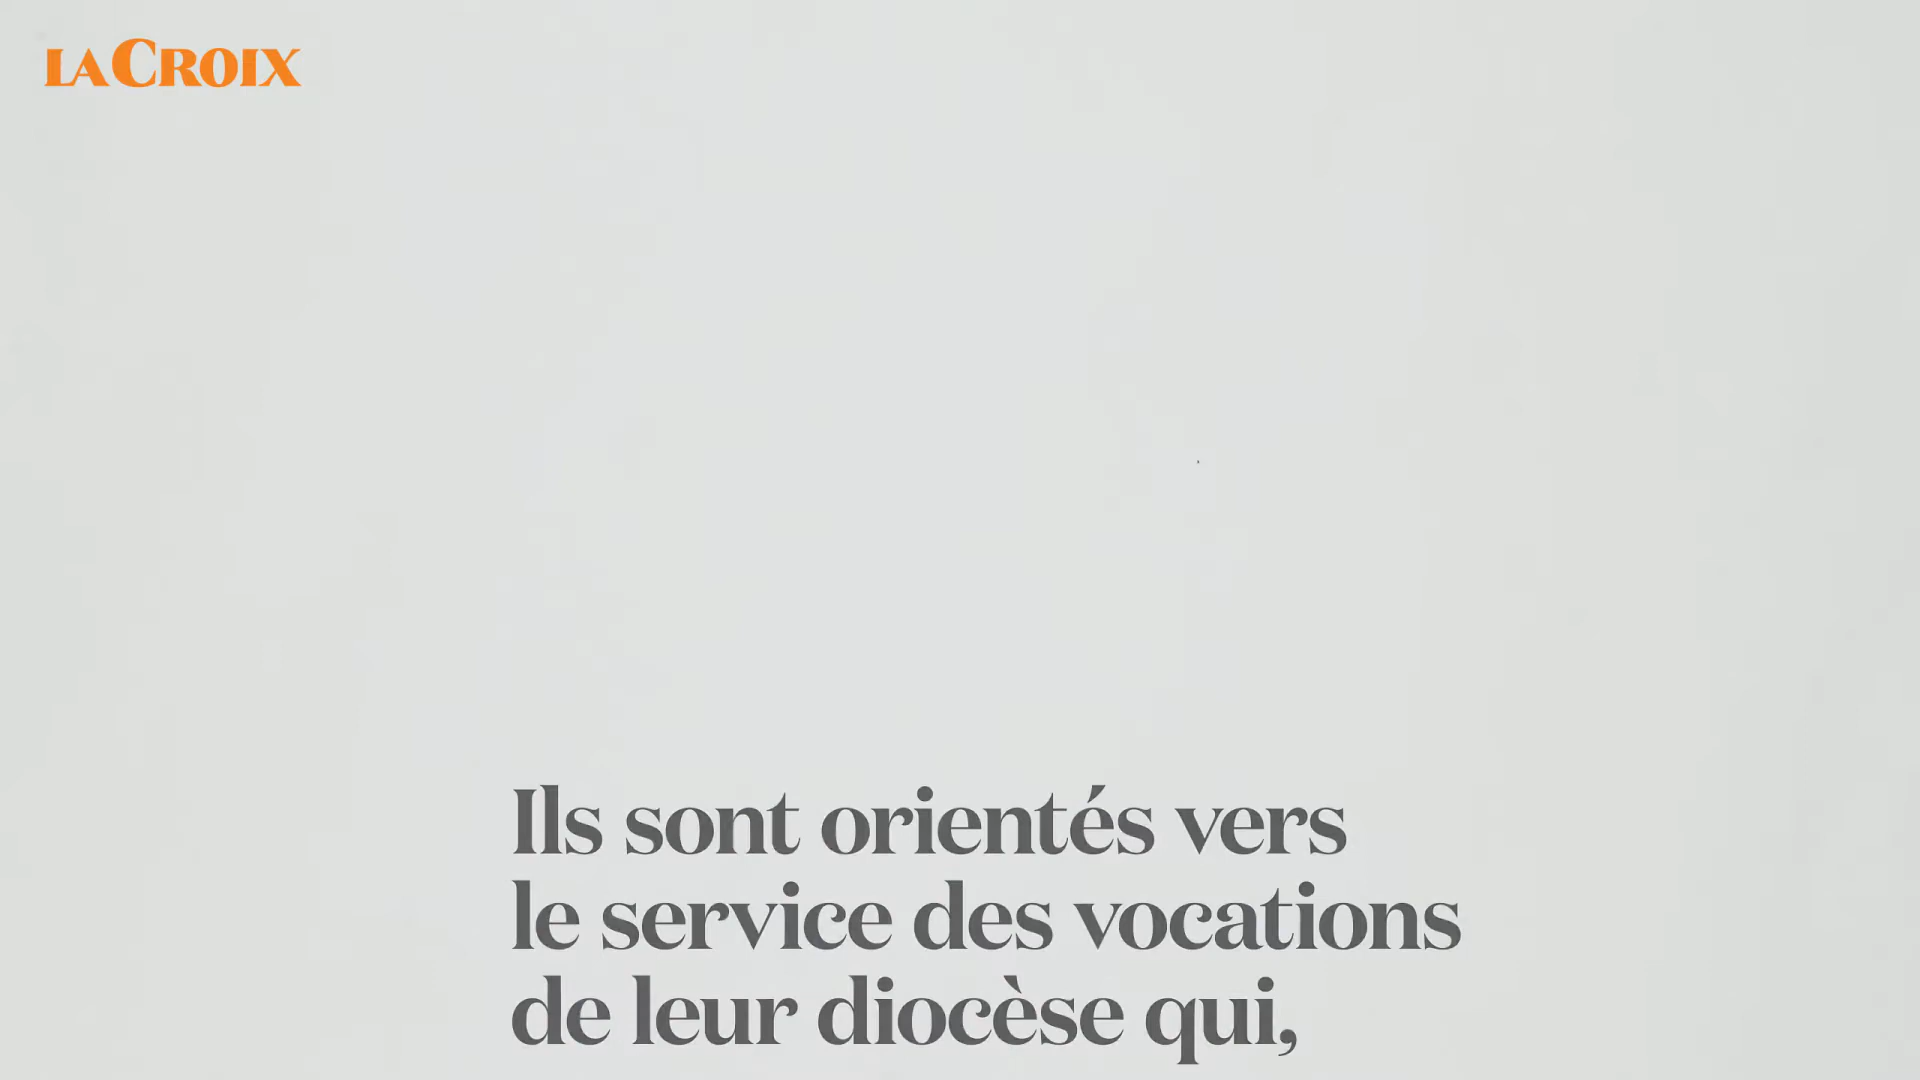 LA CROIX
Ils sont orientés vers
le service des vocations
de leur diocèse qui,